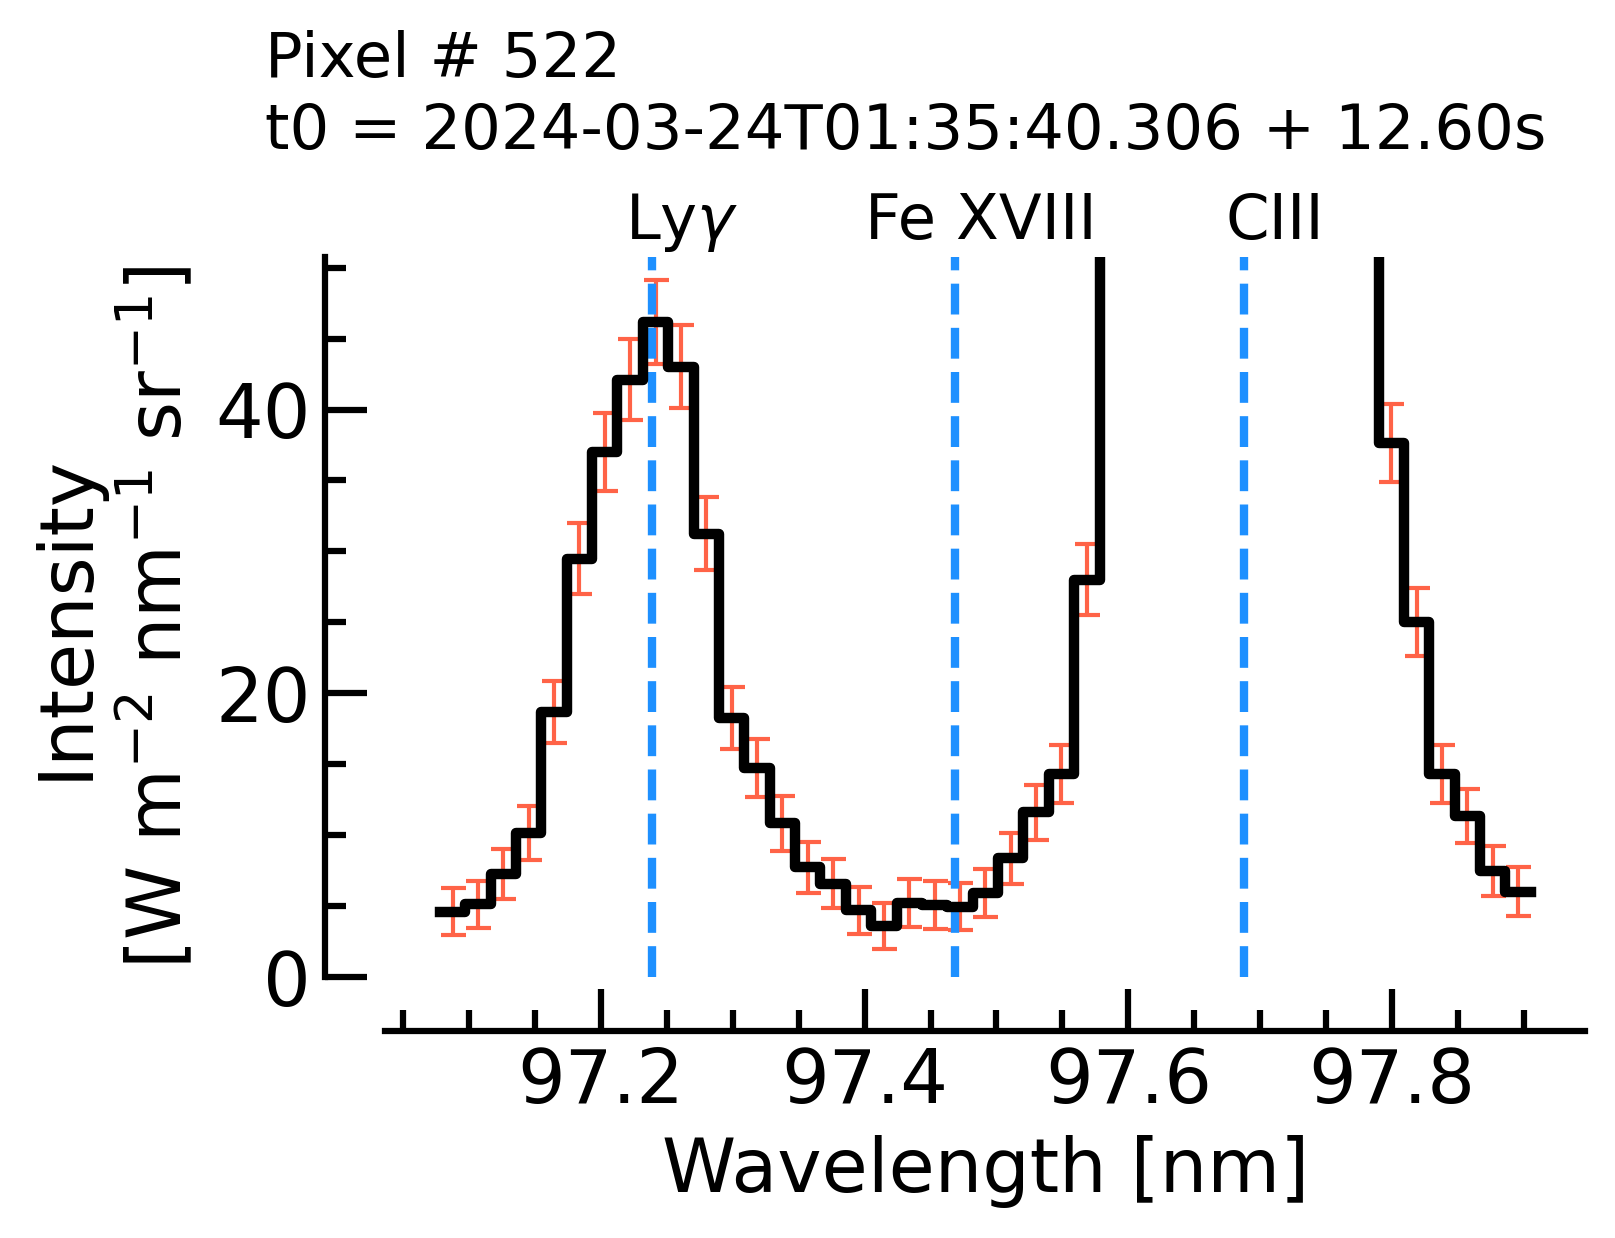 Pixel # 522
t0 = 2024-03-24T01:35:40.306 + 12.60s
Lyγ Fe XVIII CIII
Intensity
[W m⁻² nm⁻¹ sr⁻¹]
40
20
0
97.2 97.4 97.6 97.8
Wavelength [nm]